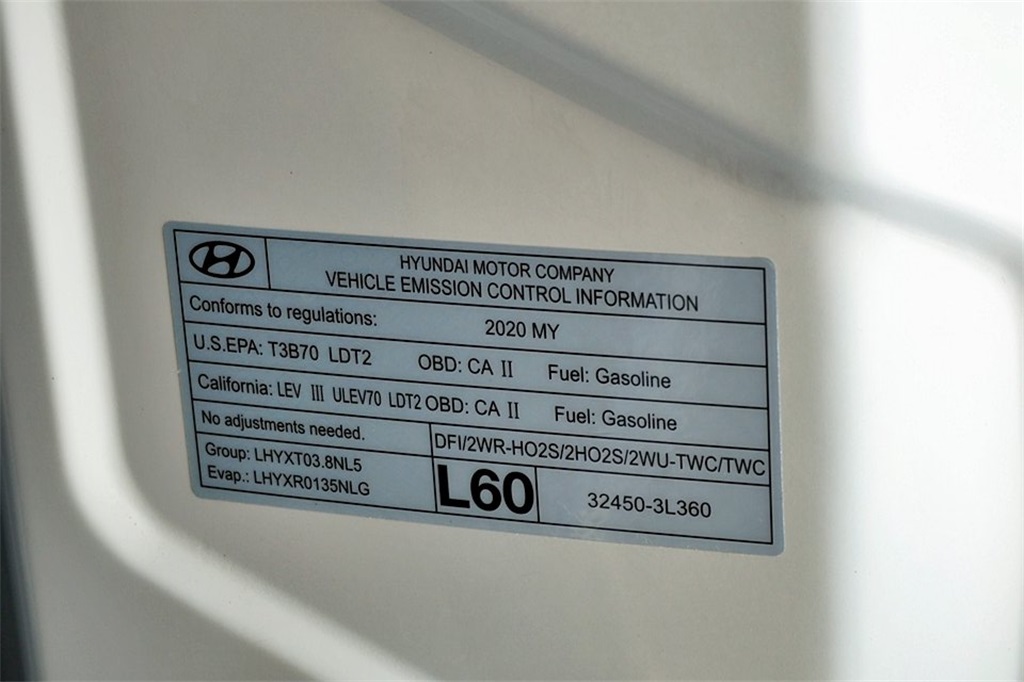 HYUNDAI MOTOR COMPANY
VEHICLE EMISSION CONTROL INFORMATION
Conforms to regulations: 2020 MY
U.S.EPA: T3B70 LDT2 OBD: CA II Fuel: Gasoline
California: LEV III ULEV70 LDT2 OBD: CA II Fuel: Gasoline
No adjustments needed.
DFI/2WR-HO2S/2HO2S/2WU-TWC/TWC
Group: LHYXT03.8NL5
Evap.: LHYXR0135NLG
L60
32450-3L360